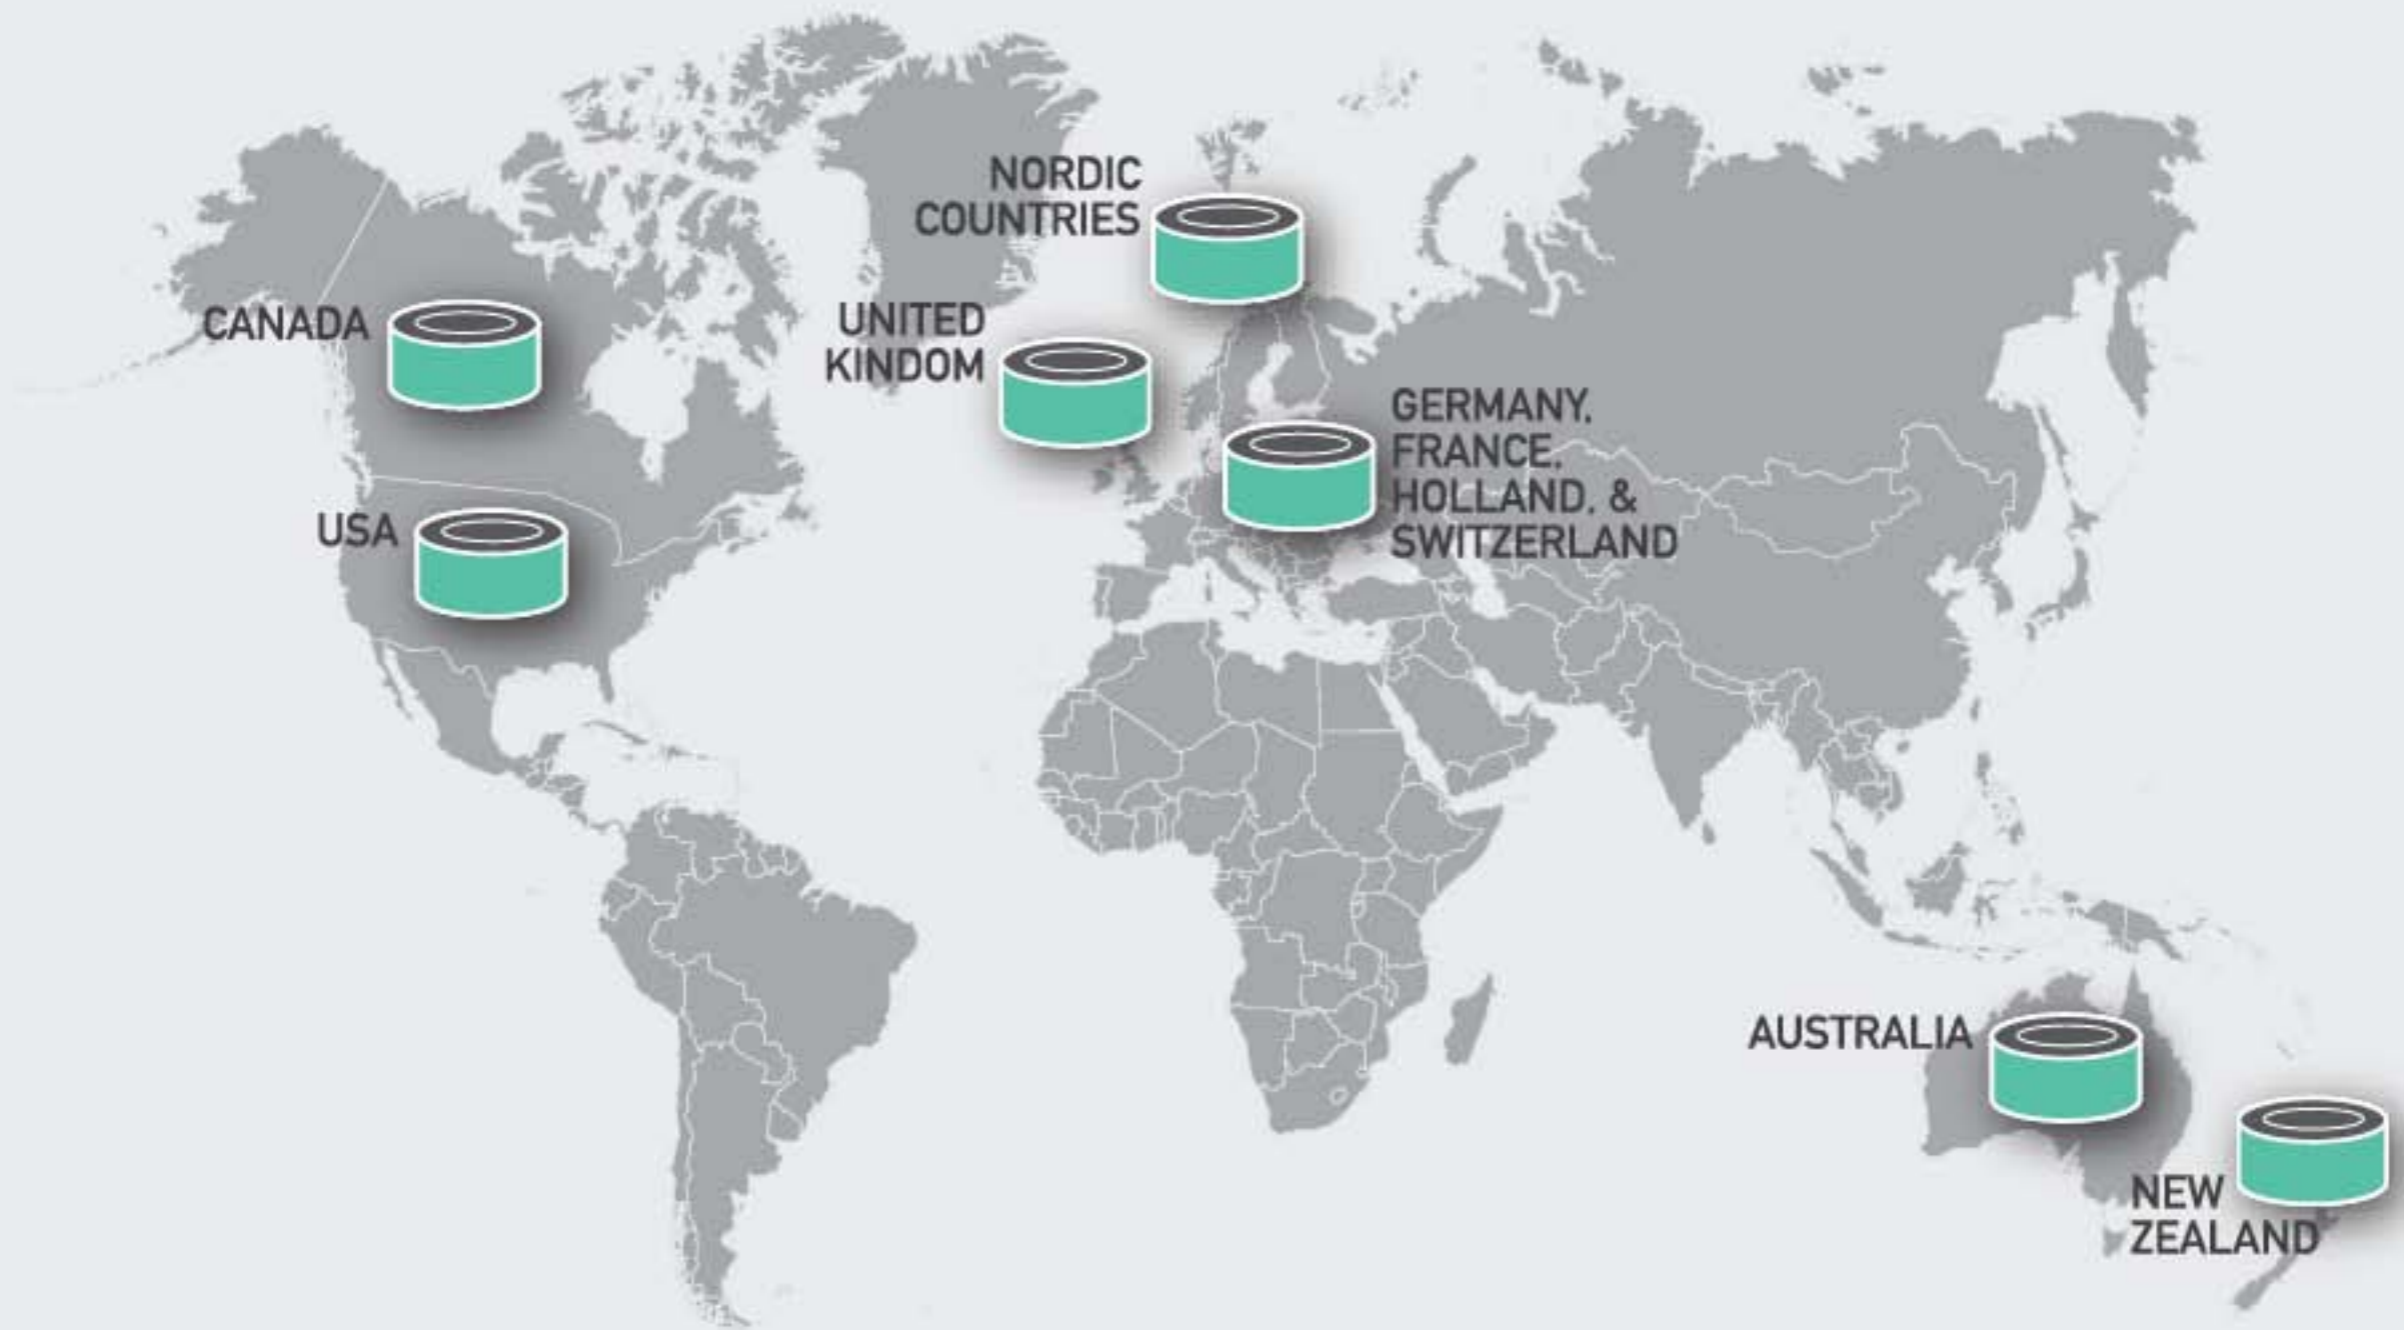 NORDIC
COUNTRIES
CANADA
UNITED
KINDOM
GERMANY,
FRANCE,
HOLLAND, &
SWITZERLAND
USA
AUSTRALIA
NEW
ZEALAND